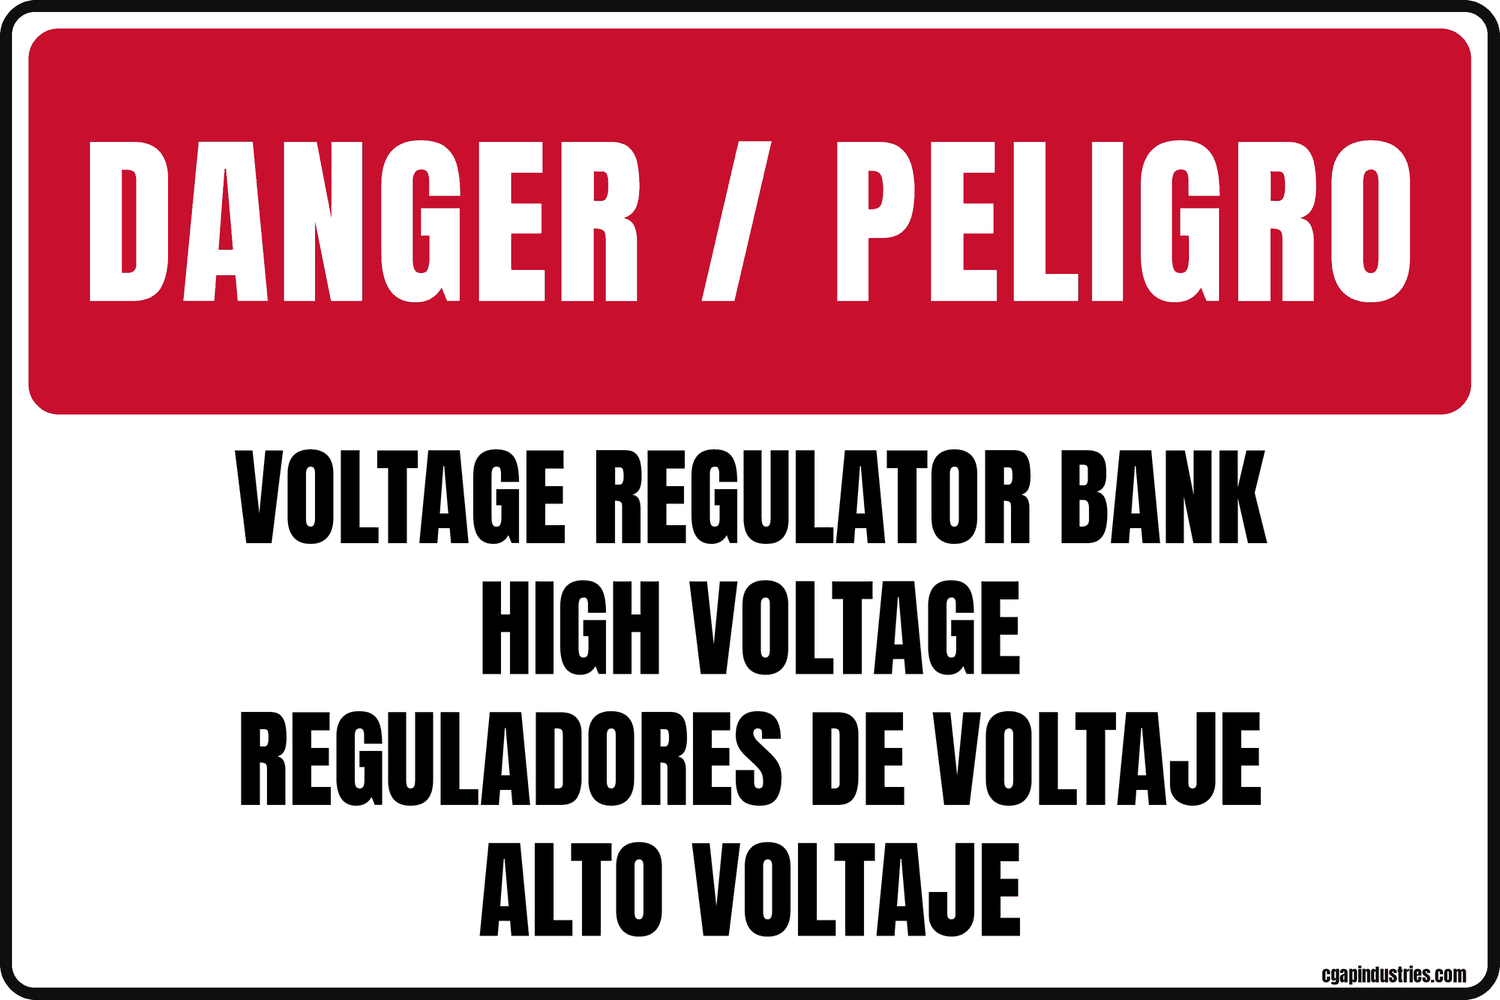 DANGER / PELIGRO
VOLTAGE REGULATOR BANK
HIGH VOLTAGE
REGULADORES DE VOLTAJE
ALTO VOLTAJE
cgapindustries.com